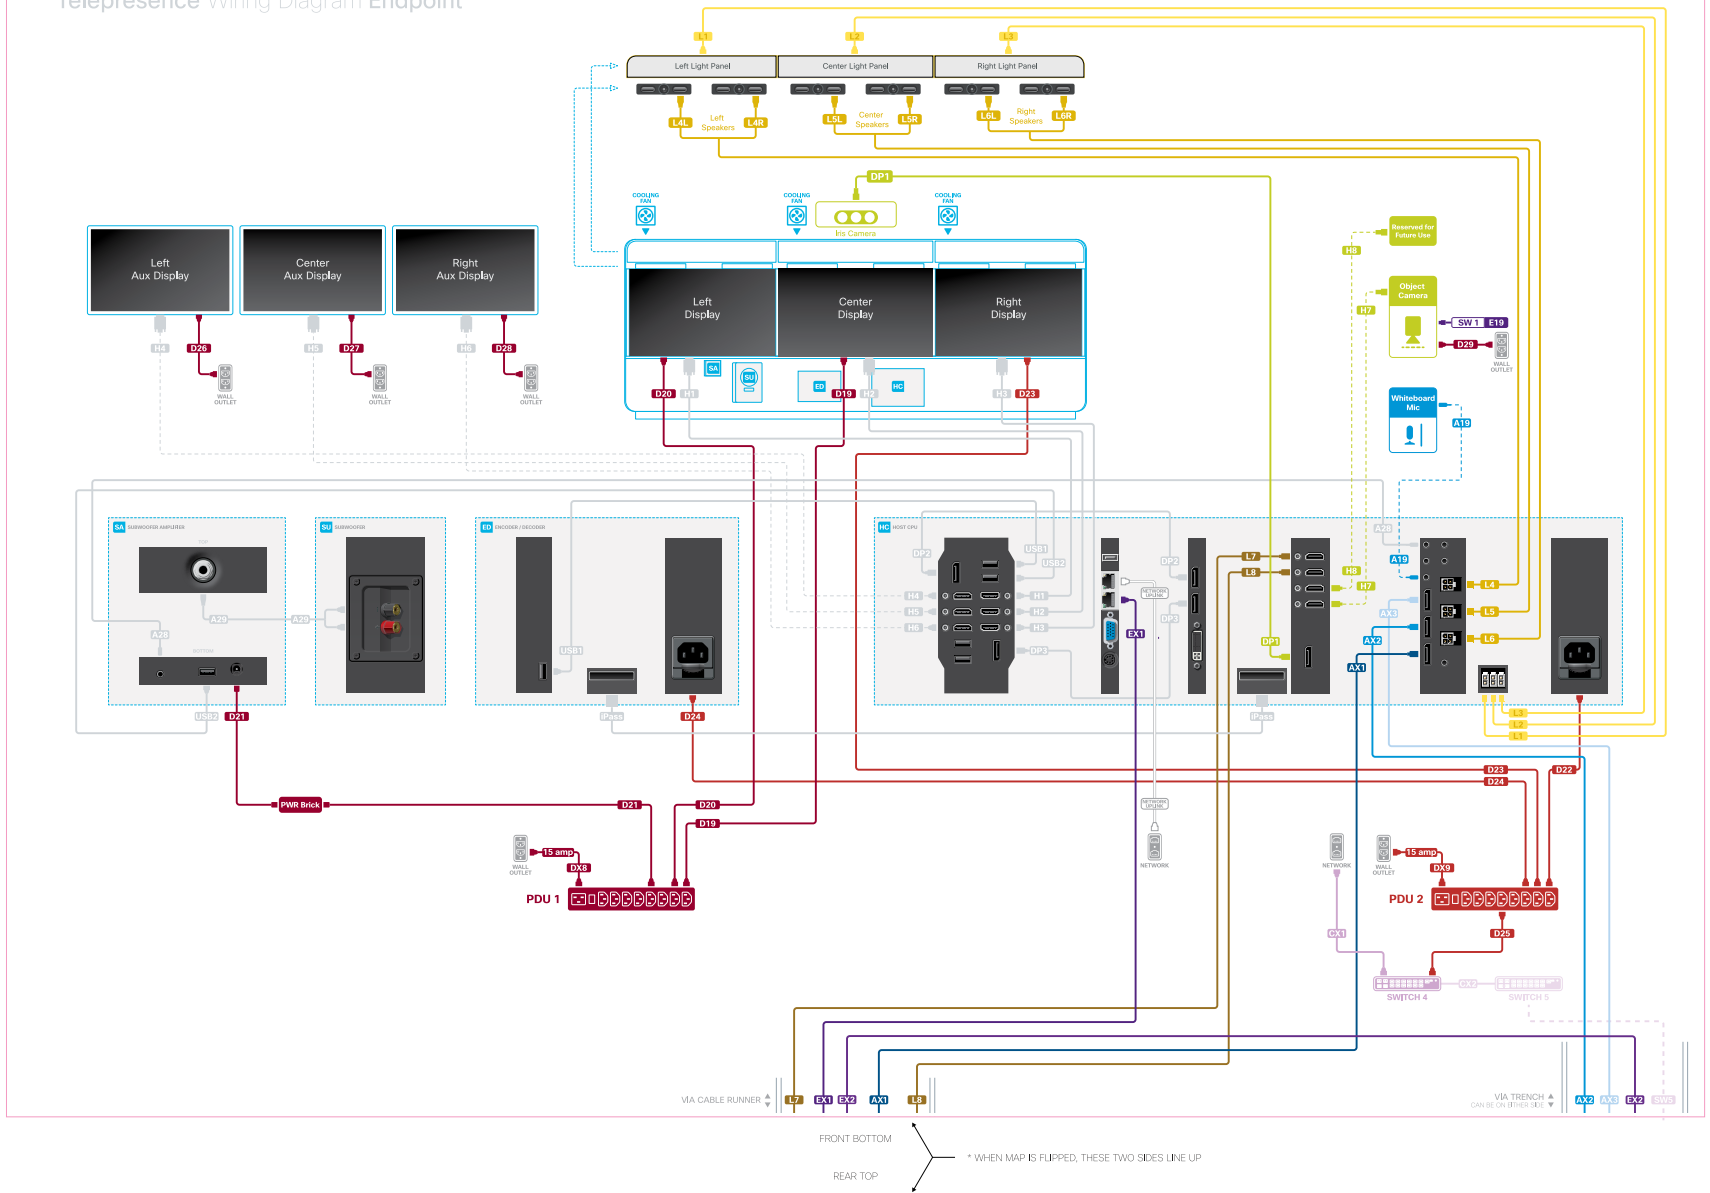 Telepresence Wiring Diagram Endpoint
L1
L2
L3
Left Light Panel
Center Light Panel
Right Light Panel
L4L
Left
Speakers
L4R
L5L
Center
Speakers
L5R
L6L
Right
Speakers
L6R
DP1
COOLING
FAN
COOLING
FAN
COOLING
FAN
Iris Camera
Left
Aux Display
Center
Aux Display
Right
Aux Display
Left
Display
Center
Display
Right
Display
Reserved for
Future Use
H8
Object
Camera
H7
SW 1 E19
D29
WALL
OUTLET
H4
D26
H5
D27
H6
D28
WALL
OUTLET
WALL
OUTLET
WALL
OUTLET
SA
SU
ED
HC
D20
H1
D19
H2
H3
D23
Whiteboard
Mic
A19
SA SUBWOOFER AMPLIFIER
SU SUBWOOFER
ED ENCODER / DECODER
HC HOST CPU
TOP
BOTTOM
A28
A29
A29
USB2
D21
USB1
iPass
D24
DP2
USB1
USB2
H4
H5
H6
H1
H2
H3
DP3
NETWORK
UPLINK
EX1
DP2
DP3
L7
L8
H8
H7
DP1
iPass
A28
A19
AX3
AX2
AX1
L4
L5
L6
L3
L2
L1
D23
D24
D22
PWR Brick
D21
D20
D19
NETWORK
UPLINK
NETWORK
WALL
OUTLET
15 amp
DX8
PDU 1
NETWORK
WALL
OUTLET
15 amp
DX9
PDU 2
CX1
D25
SWITCH 4
CX2
SWITCH 5
VIA CABLE RUNNER
L7
EX1
EX2
AX1
L8
VIA TRENCH
CAN BE ON EITHER SIDE
AX2
AX3
EX2
SW5
FRONT BOTTOM
* WHEN MAP IS FLIPPED, THESE TWO SIDES LINE UP
REAR TOP